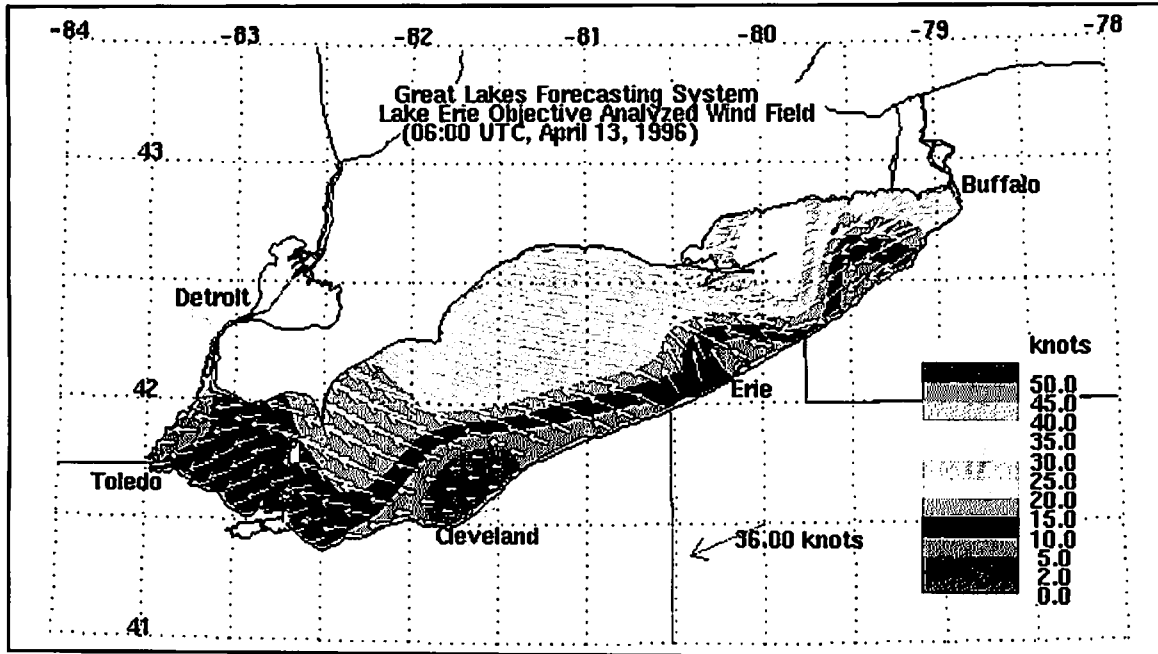 -84 -83 -82 -81 -80 -79 -78
Great Lakes Forecasting System
Lake Erie Objective Analyzed Wind Field
(06:00 UTC, April 13, 1996)
43
Buffalo
Detroit
knots
42
Erie
50.0
45.0
40.0
35.0
30.0
25.0
20.0
15.0
10.0
5.0
2.0
0.0
Toledo
Cleveland
36.00 knots
41